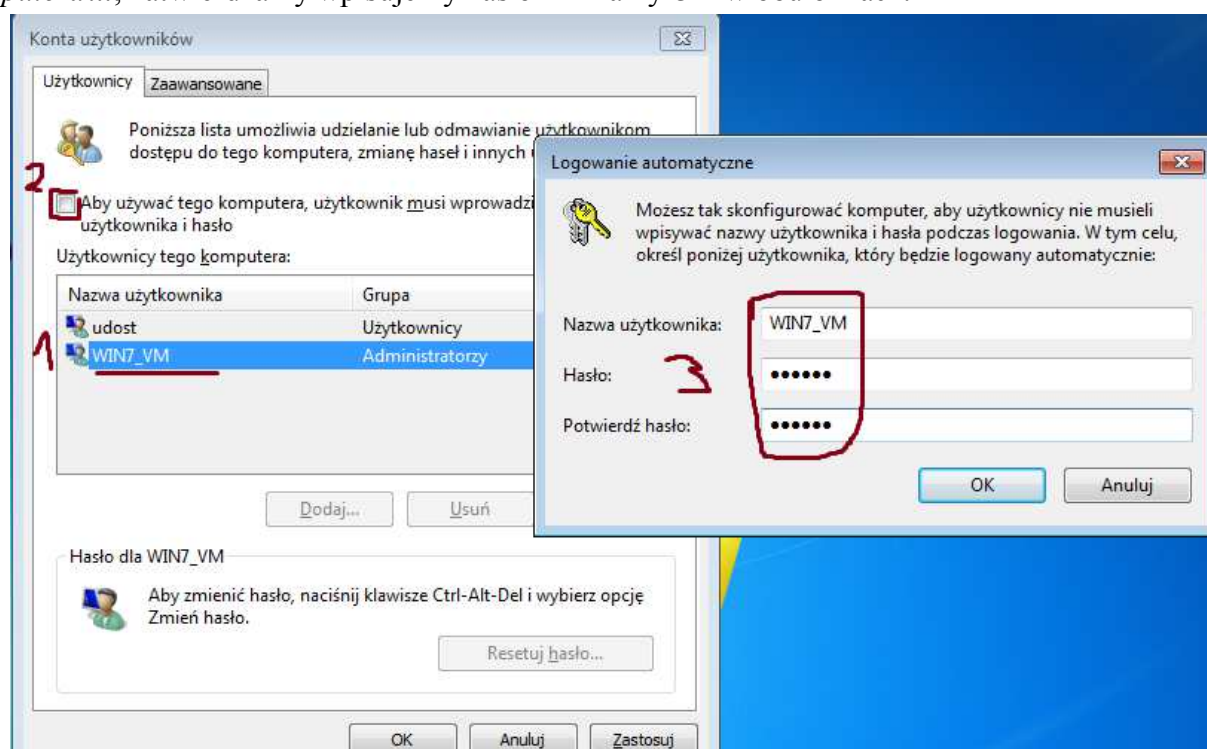 Konta użytkowników
Użytkownicy Zaawansowane
Poniższa lista umożliwia udzielanie lub odmawianie użytkownikom
dostępu do tego komputera, zmianę haseł i innych
2
Aby używać tego komputera, użytkownik musi wprowadzi
użytkownika i hasło
Użytkownicy tego komputera:
Nazwa użytkownika Grupa
udost Użytkownicy
1 WIN7_VM Administratorzy
Dodaj... Usuń
Hasło dla WIN7_VM
Aby zmienić hasło, naciśnij klawisze Ctrl-Alt-Del i wybierz opcję
Zmień hasło.
Resetuj hasło...
OK Anuluj Zastosuj
Logowanie automatyczne
Możesz tak skonfigurować komputer, aby użytkownicy nie musieli
wpisywać nazwy użytkownika i hasła podczas logowania. W tym celu,
określ poniżej użytkownika, który będzie logowany automatycznie:
Nazwa użytkownika: WIN7_VM
Hasło: 3 ●●●●●●
Potwierdź hasło: ●●●●●●
OK Anuluj